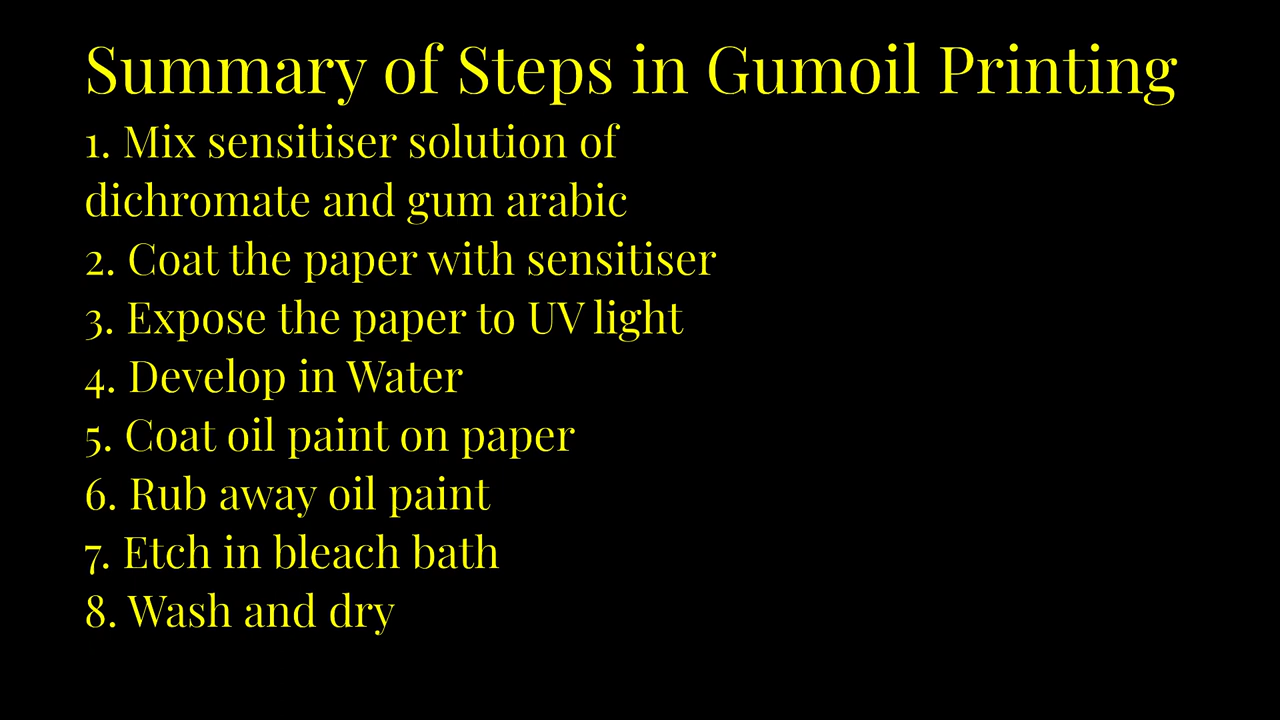 Summary of Steps in Gumoil Printing
1. Mix sensitiser solution of
dichromate and gum arabic
2. Coat the paper with sensitiser
3. Expose the paper to UV light
4. Develop in Water
5. Coat oil paint on paper
6. Rub away oil paint
7. Etch in bleach bath
8. Wash and dry